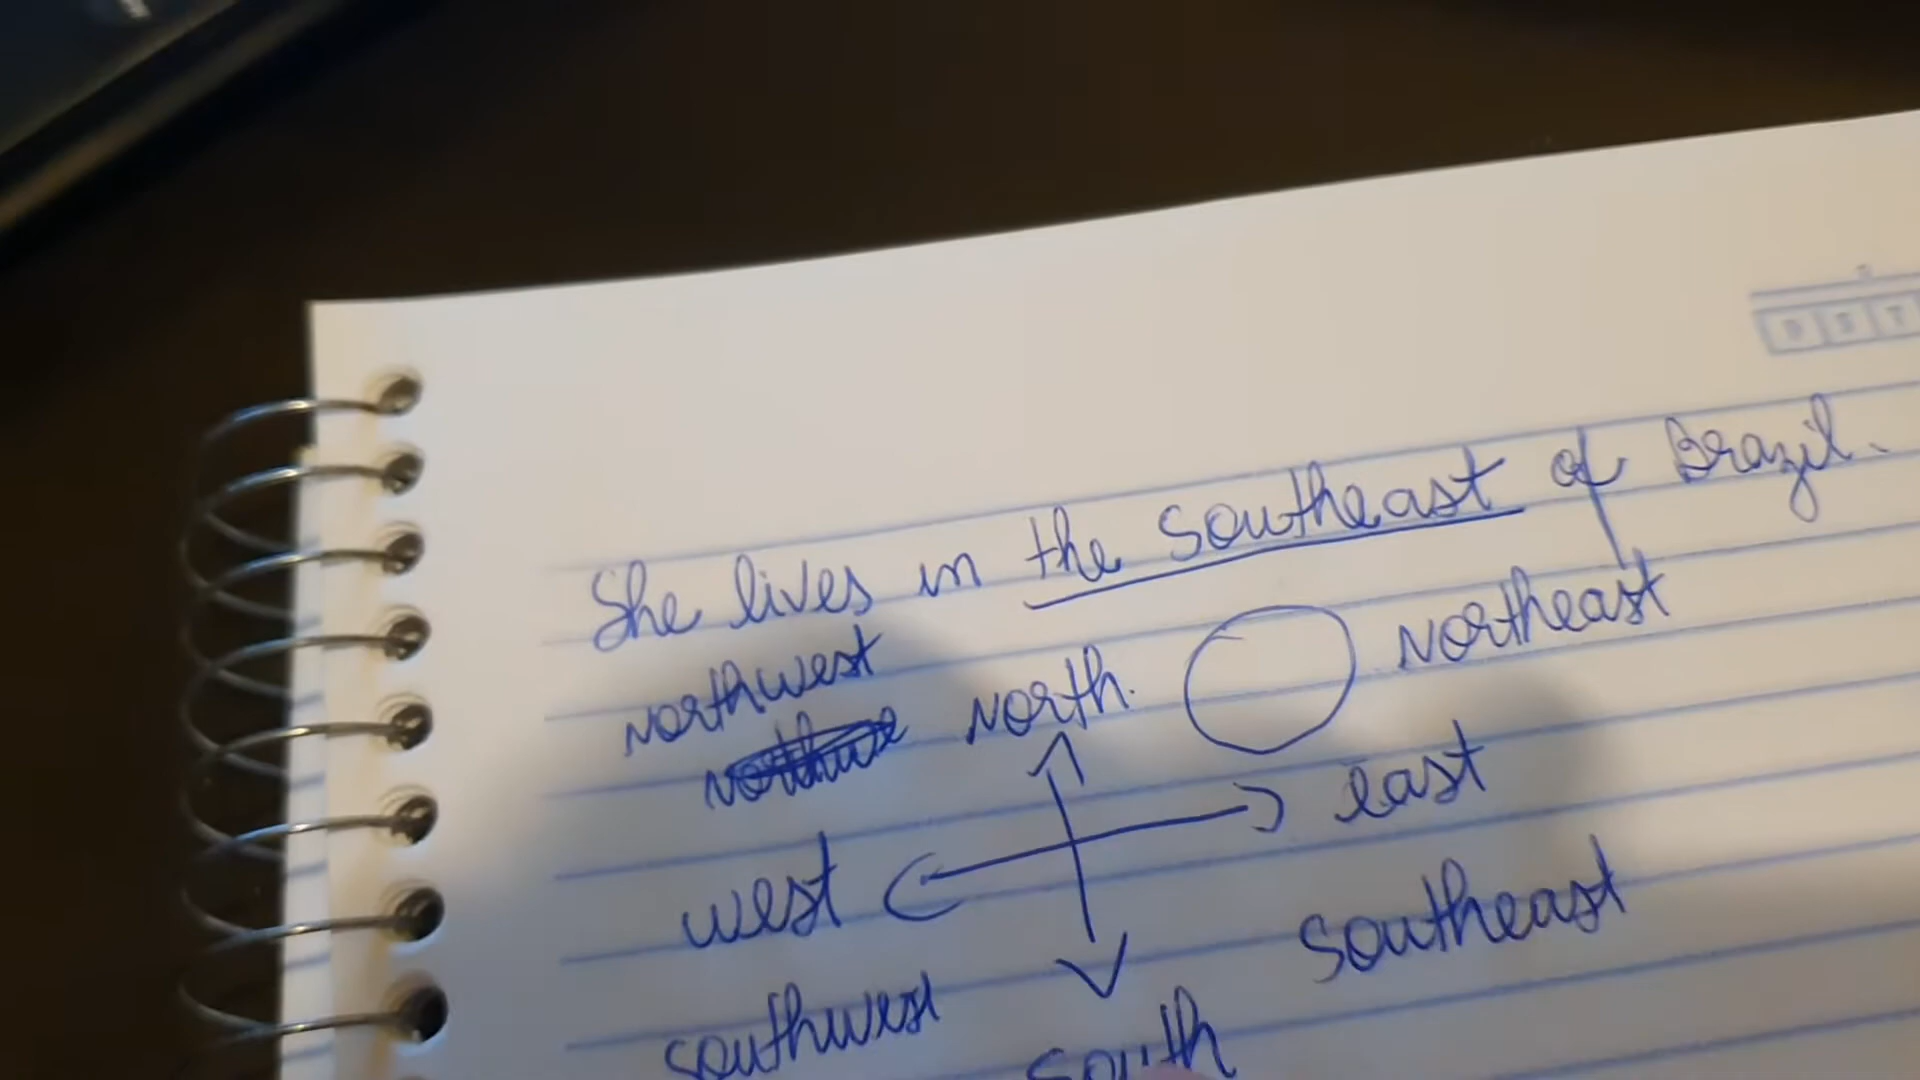 She lives in the southeast of Brazil.
northwest
North. Northeast
west east
southwest southeast
south